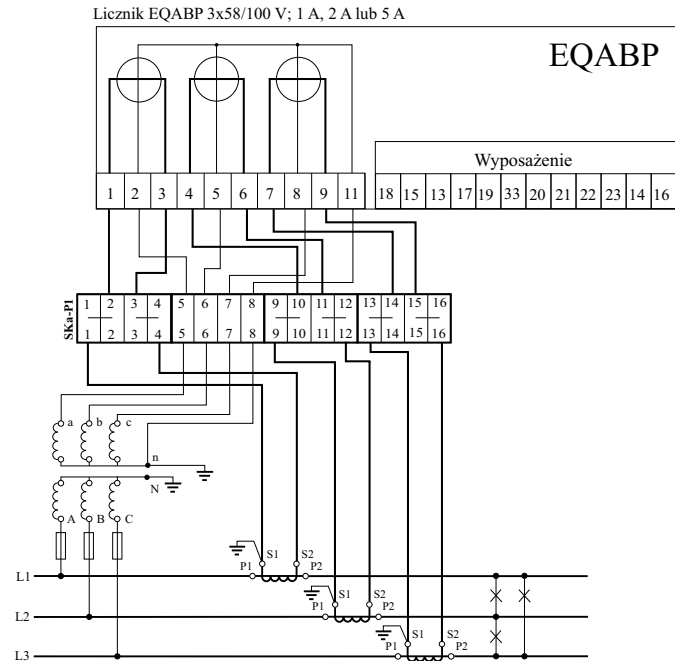 Licznik EQABP 3x58/100 V; 1 A, 2 A lub 5 A
EQABP
Wyposażenie
1 2 3 4 5 6 7 8 9 11
18 15 13 17 19 33 20 21 22 23 14 16
SKa-P1
1 2 3 4 5 6 7 8 9 10 11 12 13 14 15 16
1 2 3 4 5 6 7 8 9 10 11 12 13 14 15 16
a b c
n
N
A B C
S1 S2
P1 P2
L1
S1 S2
P1 P2
L2
S1 S2
P1 P2
L3